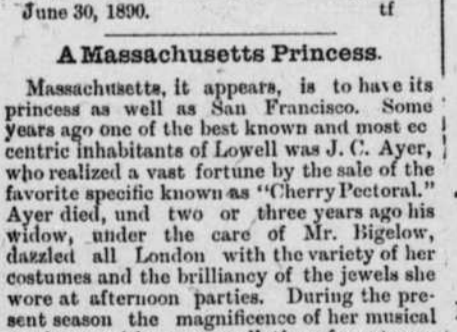 June 30, 1890. tf
A Massachusetts Princess.
Massachusetts, it appears, is to have its
princess as well as San Francisco. Some
years ago one of the best known and most ec
centric inhabitants of Lowell was J. C. Ayer,
who realized a vast fortune by the sale of the
favorite specific known as "Cherry Pectoral."
Ayer died, und two or three years ago his
widow, under the care of Mr. Bigelow,
dazzled all London with the variety of her
costumes and the brilliancy of the jewels she
wore at afternoon parties. During the pre-
sent season the magnificence of her musical